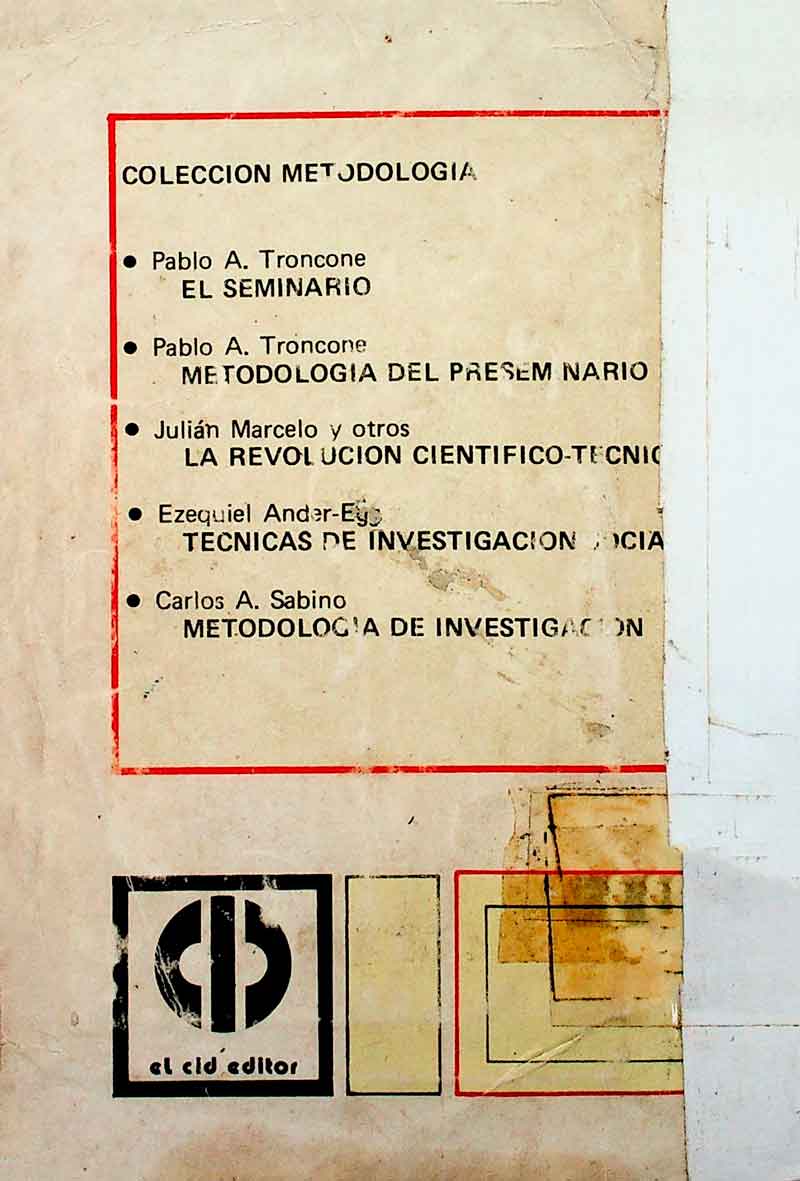 COLECCION METODOLOGIA
● Pablo A. Troncone
EL SEMINARIO
● Pablo A. Troncone
METODOLOGIA DEL PRESEMINARIO
● Julián Marcelo y otros
LA REVOLUCION CIENTIFICO-TECNIC
● Ezequiel Ander-Egg
TECNICAS DE INVESTIGACION SOCIA
● Carlos A. Sabino
METODOLOGIA DE INVESTIGACION
el cid editor